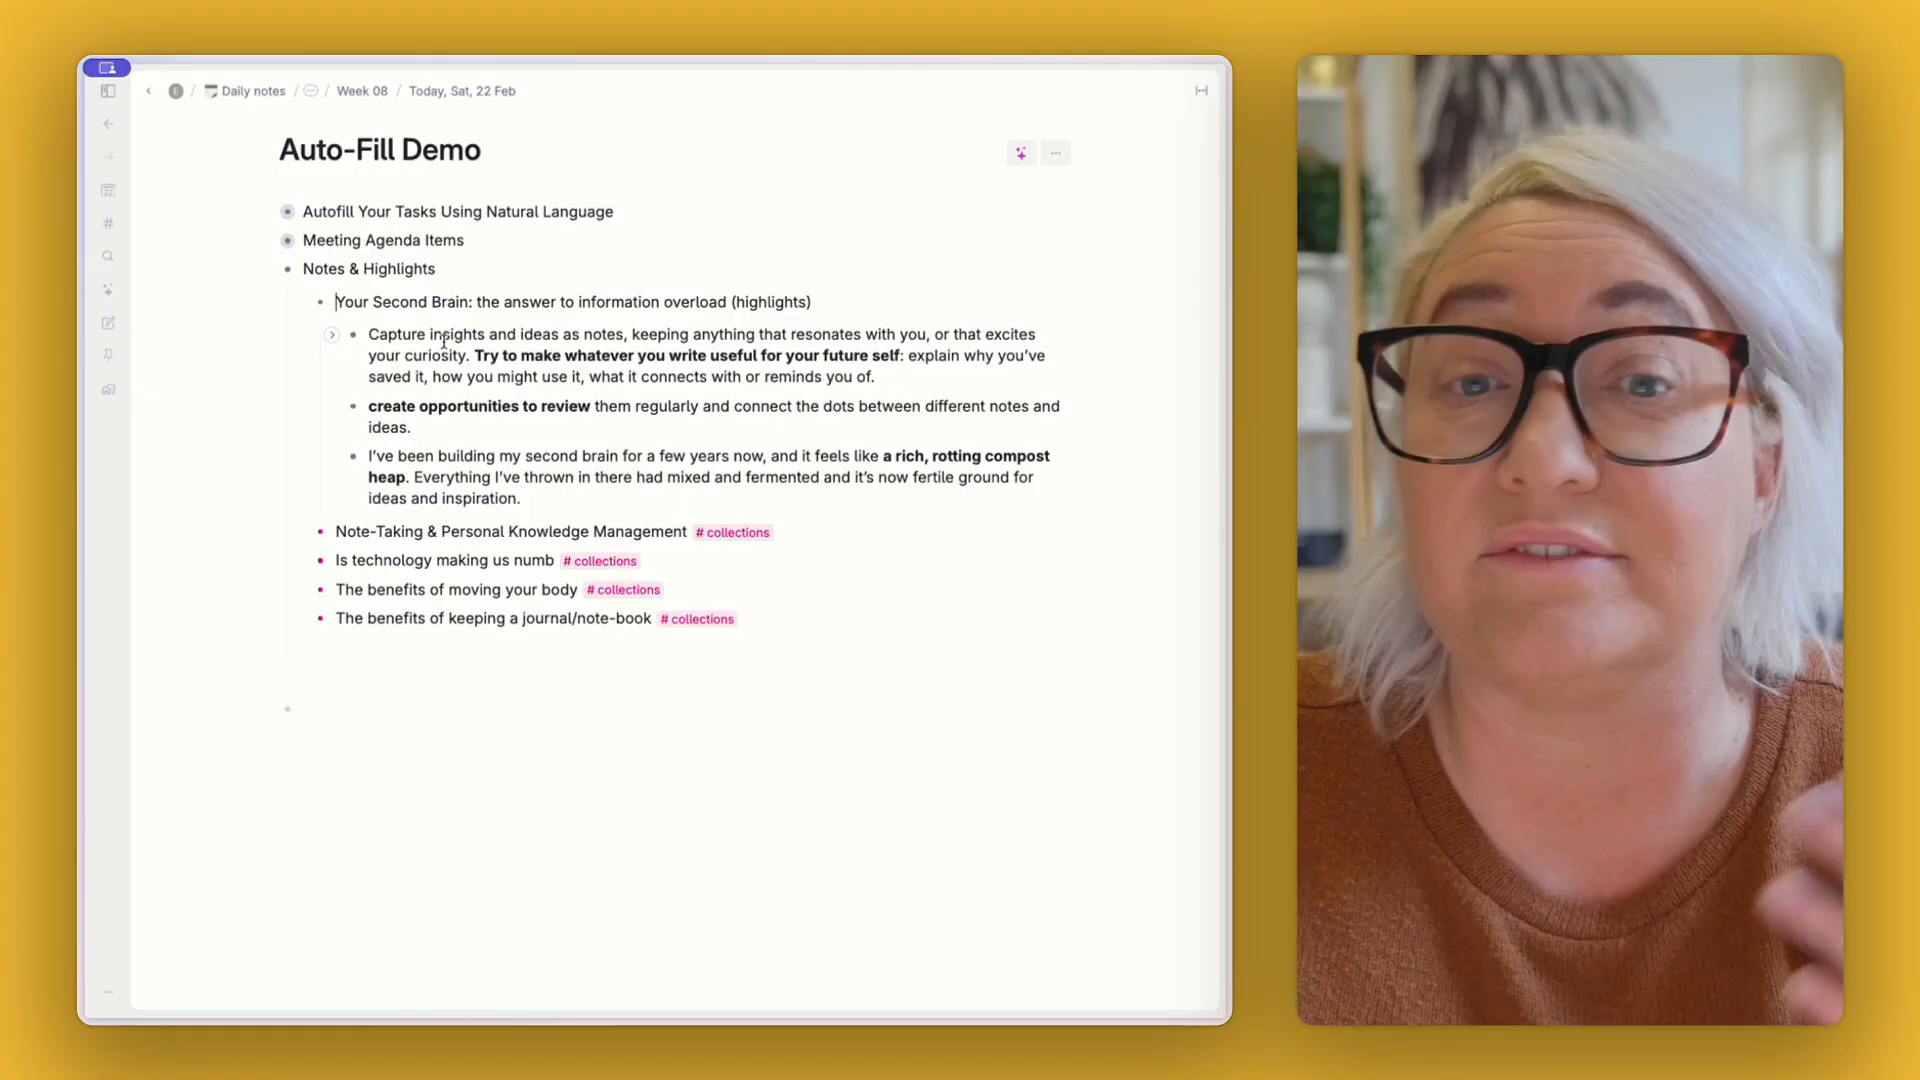 Daily notes / / Week 08 / Today, Sat, 22 Feb
Auto-Fill Demo
Autofill Your Tasks Using Natural Language
Meeting Agenda Items
Notes & Highlights
Your Second Brain: the answer to information overload (highlights)
Capture insights and ideas as notes, keeping anything that resonates with you, or that excites
your curiosity. Try to make whatever you write useful for your future self: explain why you’ve
saved it, how you might use it, what it connects with or reminds you of.
create opportunities to review them regularly and connect the dots between different notes and
ideas.
I’ve been building my second brain for a few years now, and it feels like a rich, rotting compost
heap. Everything I’ve thrown in there had mixed and fermented and it’s now fertile ground for
ideas and inspiration.
Note-Taking & Personal Knowledge Management # collections
Is technology making us numb # collections
The benefits of moving your body # collections
The benefits of keeping a journal/note-book # collections